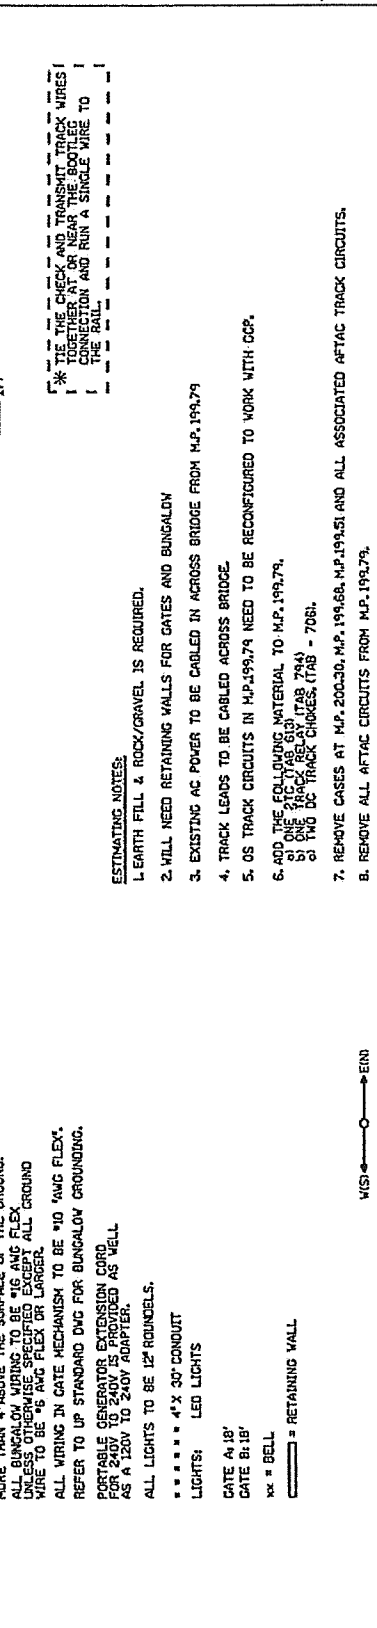 MORE THAN 4" ABOVE THE SURFACE OF THE GROUND.
ALL BUNGALOW WIRING TO BE #16 AWG FLEX
UNLESS OTHERWISE SPECIFIED EXCEPT ALL GROUND
WIRE TO BE #6 AWG FLEX OR LARGER.
ALL WIRING IN GATE MECHANISM TO BE #10 "AWG FLEX".
REFER TO UP STANDARD DWG FOR BUNGALOW GROUNDING.
PORTABLE GENERATOR EXTENSION CORD
FOR 240V TO 240V IS PROVIDED AS WELL
AS A 120V TO 240V ADAPTER.
ALL LIGHTS TO BE 12" ROUNDELS.
4"X 30' CONDUIT
LIGHTS: LED LIGHTS
GATE A: 18'
GATE B: 18'
xx = BELL
= RETAINING WALL
W(S) E(N)
ESTIMATING NOTES:
1. EARTH FILL & ROCK/GRAVEL IS REQUIRED.
2. WILL NEED RETAINING WALLS FOR GATES AND BUNGALOW
3. EXISTING AC POWER TO BE CABLED IN ACROSS BRIDGE FROM M.P. 199.79
4. TRACK LEADS TO BE CABLED ACROSS BRIDGE.
5. OS TRACK CIRCUITS IN M.P.199.79 NEED TO BE RECONFIGURED TO WORK WITH GCP.
6. ADD THE FOLLOWING MATERIAL TO M.P. 199.79.
a) ONE 2TC (TAB 613)
b) ONE TRACK RELAY (TAB 794)
c) TWO DC TRACK CHOKES. (TAB - 706).
7. REMOVE CASES AT M.P. 200.30, M.P. 199.68, M.P.199.51 AND ALL ASSOCIATED AFTAC TRACK CIRCUITS.
8. REMOVE ALL AFTAC CIRCUITS FROM M.P. 199.79.
* TIE THE CHECK AND TRANSMIT TRACK WIRES
TOGETHER AT OR NEAR THE BOOTLEG
CONNECTION AND RUN A SINGLE WIRE TO
THE RAIL.